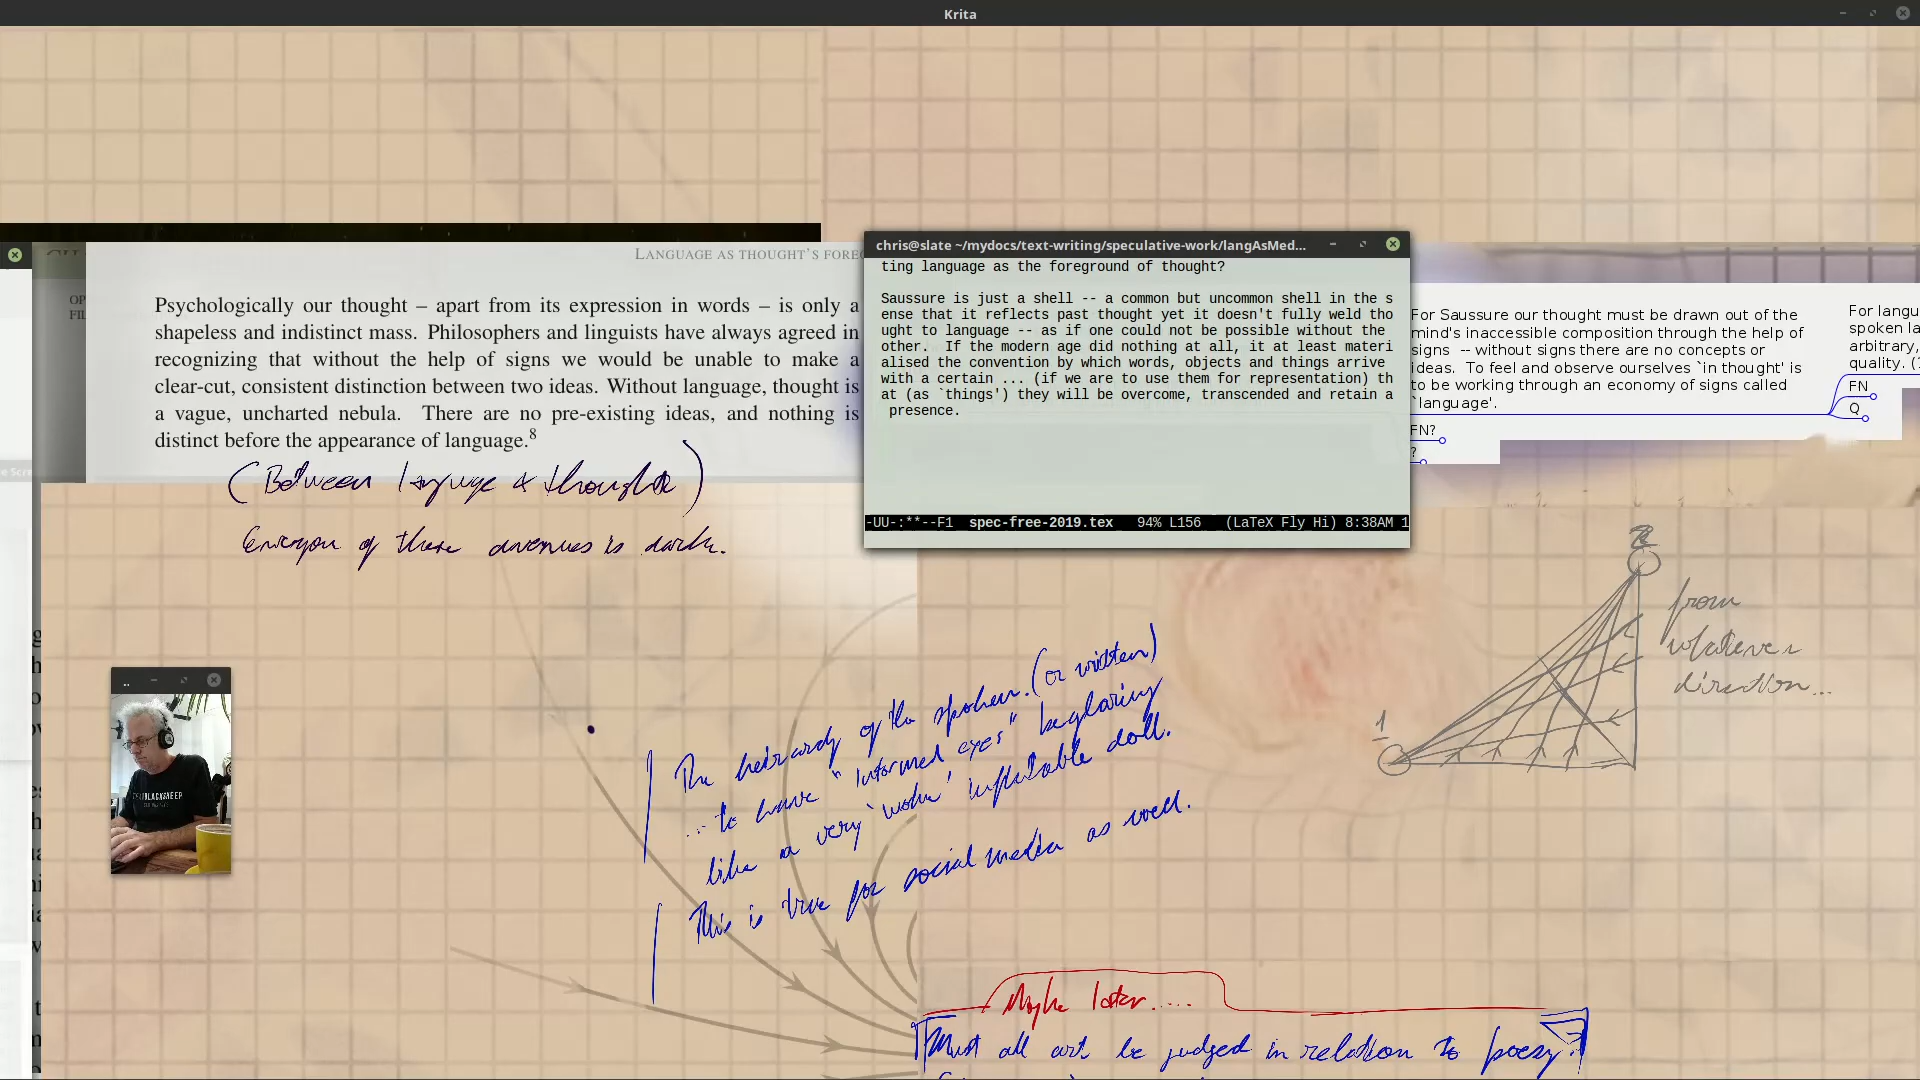 Krita
LANGUAGE AS THOUGHT'S FORE
Psychologically our thought – apart from its expression in words – is only a
shapeless and indistinct mass. Philosophers and linguists have always agreed in
recognizing that without the help of signs we would be unable to make a
clear-cut, consistent distinction between two ideas. Without language, thought is
a vague, uncharted nebula. There are no pre-existing ideas, and nothing is
distinct before the appearance of language.8
(Between language & thought)
of these avenues is dark.
chris@slate ~/mydocs/text-writing/speculative-work/langAsMed...
ting language as the foreground of thought?
Saussure is just a shell -- a common but uncommon shell in the s
ense that it reflects past thought yet it doesn't fully weld tho
ught to language -- as if one could not be possible without the
other. If the modern age did nothing at all, it at least materi
alised the convention by which words, objects and things arrive
with a certain ... (if we are to use them for representation) th
at (as `things') they will be overcome, transcended and retain a
presence.
-UU-:**--F1 spec-free-2019.tex 94% L156 (LaTeX Fly Hi) 8:38AM 1
For Saussure our thought must be drawn out of the
mind's inaccessible composition through the help of
signs -- without signs there are no concepts or
ideas. To feel and observe ourselves `in thought' is
to be working through an economy of signs called
`language'.
FN?
?
For langu
spoken la
arbitrary,
quality. (
FN
Q
2
from
whatever
direction...
1
The heirarchy of the spoken. (or written)
... to have "informed eyes"
like a very 'woke' inflatable doll.
This is true for social media as well.
BLACKSHEEP
Maybe later....
Must all art be judged in relation to poesy?